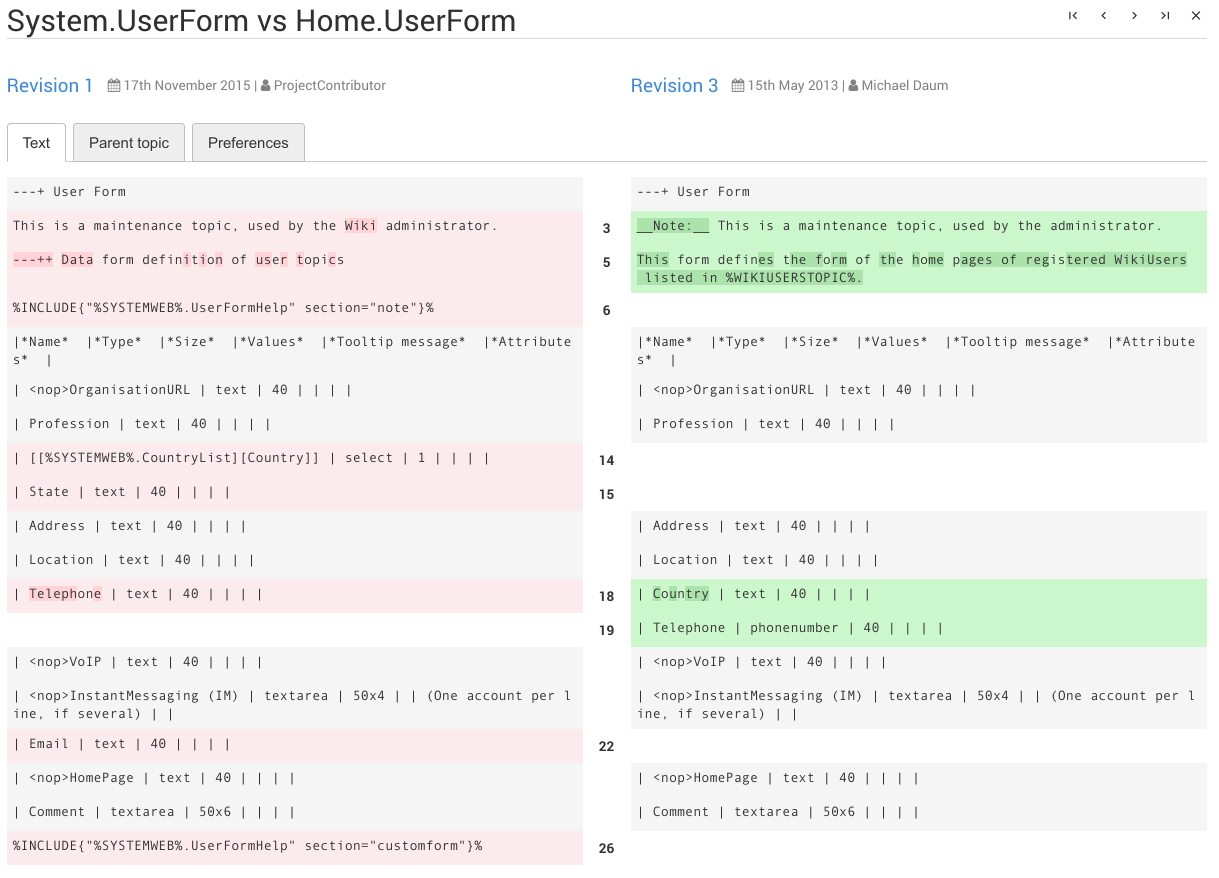 System.UserForm vs Home.UserForm
Revision 1 17th November 2015 | ProjectContributor
Revision 3 15th May 2013 | Michael Daum
Text Parent topic Preferences
---+ User Form
---+ User Form
This is a maintenance topic, used by the Wiki administrator.
3
__Note:__ This is a maintenance topic, used by the administrator.
---++ Data form definition of user topics
5
This form defines the form of the home pages of registered WikiUsers
listed in %WIKIUSERSTOPIC%.
%INCLUDE{"%SYSTEMWEB%.UserFormHelp" section="note"}%
6
|*Name*  |*Type*  |*Size*  |*Values*  |*Tooltip message*  |*Attribute
s*  |
|*Name*  |*Type*  |*Size*  |*Values*  |*Tooltip message*  |*Attribute
s*  |
| <nop>OrganisationURL | text | 40 | | | |
| <nop>OrganisationURL | text | 40 | | | |
| Profession | text | 40 | | | |
| Profession | text | 40 | | | |
| [[%SYSTEMWEB%.CountryList][Country]] | select | 1 | | | |
14
| State | text | 40 | | | |
15
| Address | text | 40 | | | |
| Address | text | 40 | | | |
| Location | text | 40 | | | |
| Location | text | 40 | | | |
| Telephone | text | 40 | | | |
18
| Country | text | 40 | | | |
19
| Telephone | phonenumber | 40 | | | |
| <nop>VoIP | text | 40 | | | |
| <nop>VoIP | text | 40 | | | |
| <nop>InstantMessaging (IM) | textarea | 50x4 | | (One account per l
ine, if several) | |
| <nop>InstantMessaging (IM) | textarea | 50x4 | | (One account per l
ine, if several) | |
| Email | text | 40 | | | |
22
| <nop>HomePage | text | 40 | | | |
| <nop>HomePage | text | 40 | | | |
| Comment | textarea | 50x6 | | | |
| Comment | textarea | 50x6 | | | |
%INCLUDE{"%SYSTEMWEB%.UserFormHelp" section="customform"}%
26